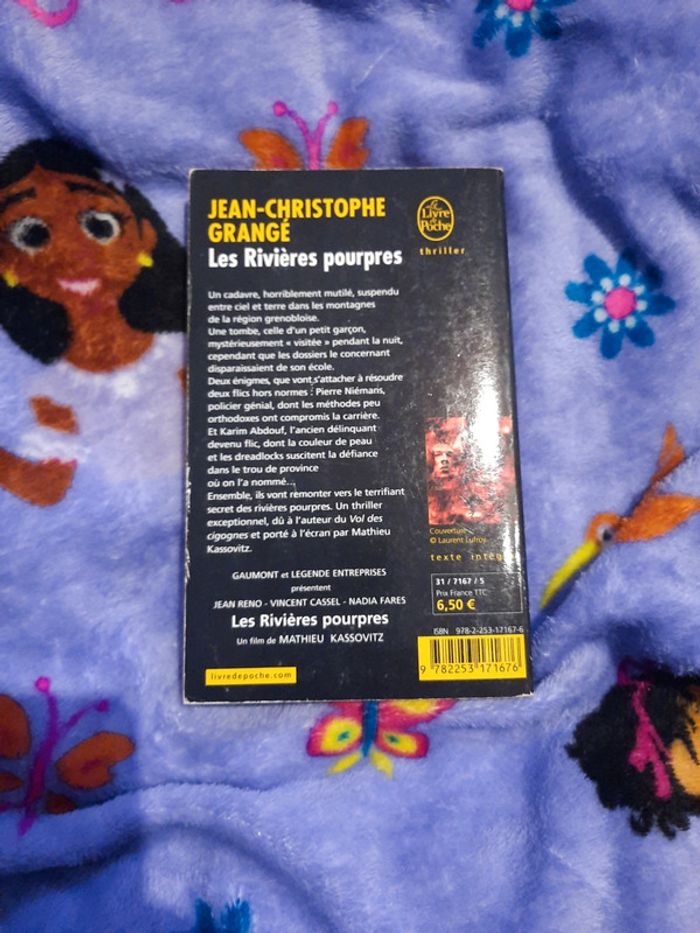 JEAN-CHRISTOPHE
GRANGÉ
Les Rivières pourpres
Le
Livre
de
Poche
thriller
Un cadavre, horriblement mutilé, suspendu
entre ciel et terre dans les montagnes
de la région grenobloise.
Une tombe, celle d'un petit garçon,
mystérieusement « visitée » pendant la nuit,
cependant que les dossiers le concernant
disparaissaient de son école.
Deux énigmes, que vont s'attacher à résoudre
deux flics hors normes : Pierre Niémans,
policier génial, dont les méthodes peu
orthodoxes ont compromis la carrière.
Et Karim Abdouf, l'ancien délinquant
devenu flic, dont la couleur de peau
et les dreadlocks suscitent la défiance
dans le trou de province
où on l'a nommé...
Ensemble, ils vont remonter vers le terrifiant
secret des rivières pourpres. Un thriller
exceptionnel, dû à l'auteur du Vol des
cigognes et porté à l'écran par Mathieu
Kassovitz.
GAUMONT et LEGENDE ENTREPRISES
présentent
JEAN RENO - VINCENT CASSEL - NADIA FARES
Les Rivières pourpres
Un film de MATHIEU KASSOVITZ
livredepoche.com
Couverture :
© Laurent Lufroy
texte intég
31 / 7167 / 5
Prix France TTC
6,50 €
ISBN 978-2-253-17167-6
9 782253 171676